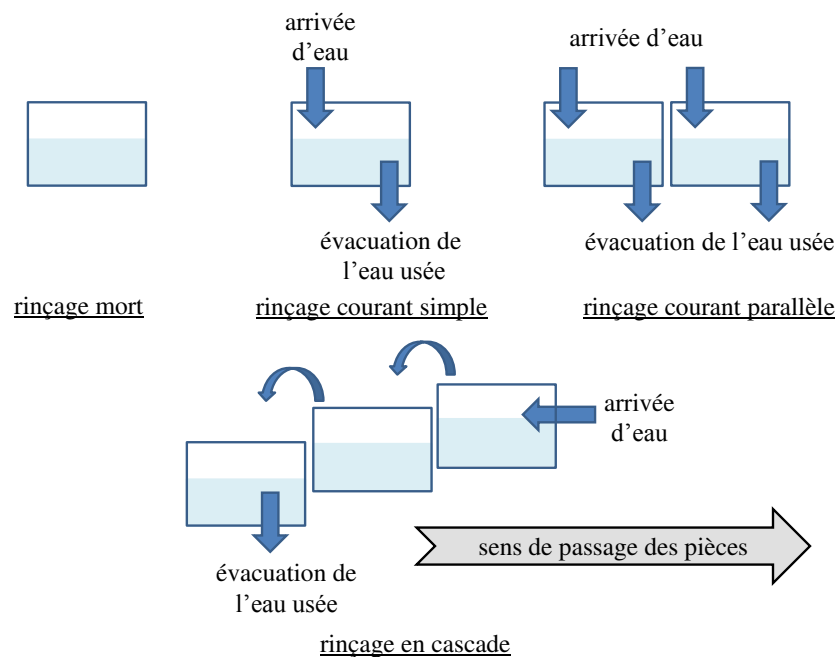 arrivée
d’eau
arrivée d’eau
évacuation de
l’eau usée
évacuation de l’eau usée
rinçage mort
rinçage courant simple
rinçage courant parallèle
arrivée
d’eau
sens de passage des pièces
évacuation de
l’eau usée
rinçage en cascade